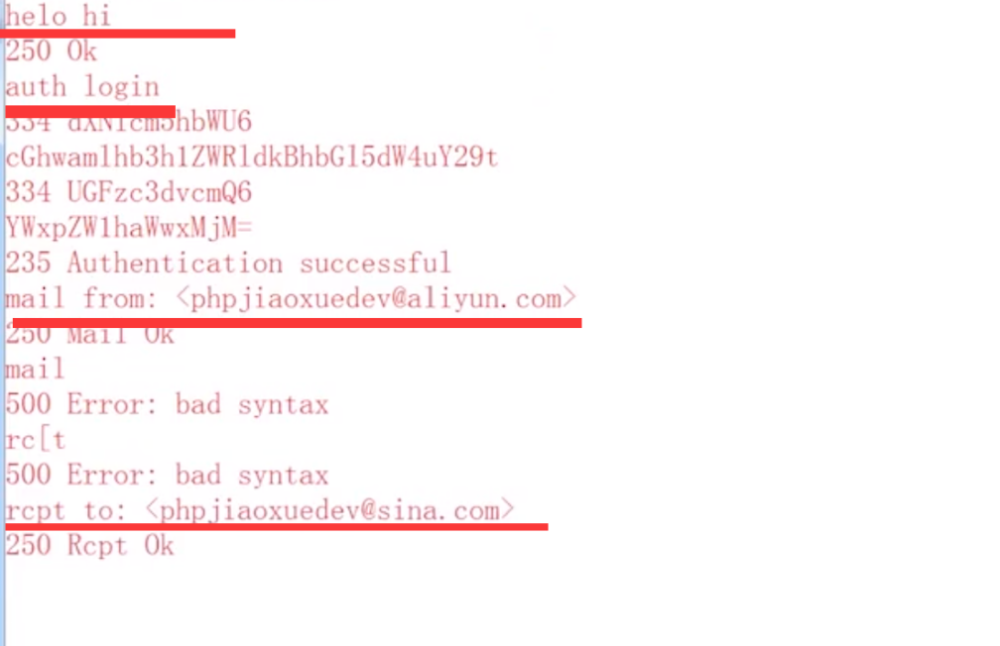 helo hi
250 Ok
auth login
334 dXNlcm5hbWU6
cGhwamlhb3h1ZWRldkBhbGl5dW4uY29t
334 UGFzc3dvcmQ6
YWxpZW1haWwxMjM=
235 Authentication successful
mail from: <phpjiaoxuedev@aliyun.com>
250 Mail Ok
mail
500 Error: bad syntax
rc[t
500 Error: bad syntax
rcpt to: <phpjiaoxuedev@sina.com>
250 Rcpt Ok